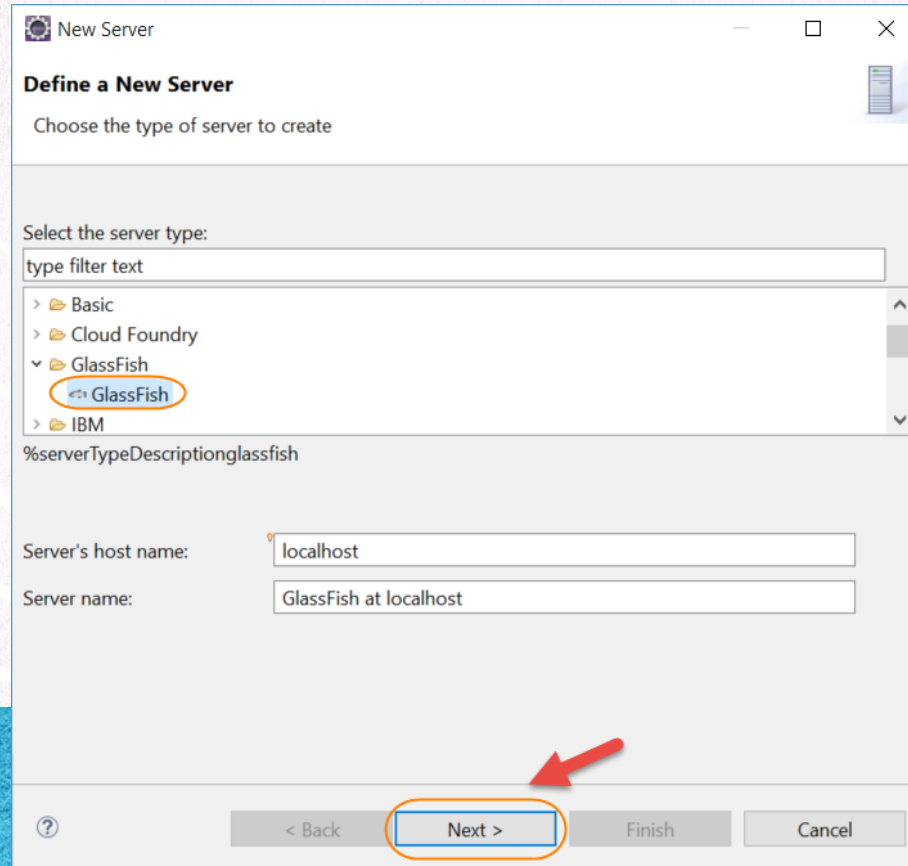 New Server
Define a New Server
Choose the type of server to create
Select the server type:
type filter text
Basic
Cloud Foundry
GlassFish
GlassFish
IBM
%serverTypeDescriptionglassfish
Server's host name: localhost
Server name: GlassFish at localhost
? < Back Next > Finish Cancel